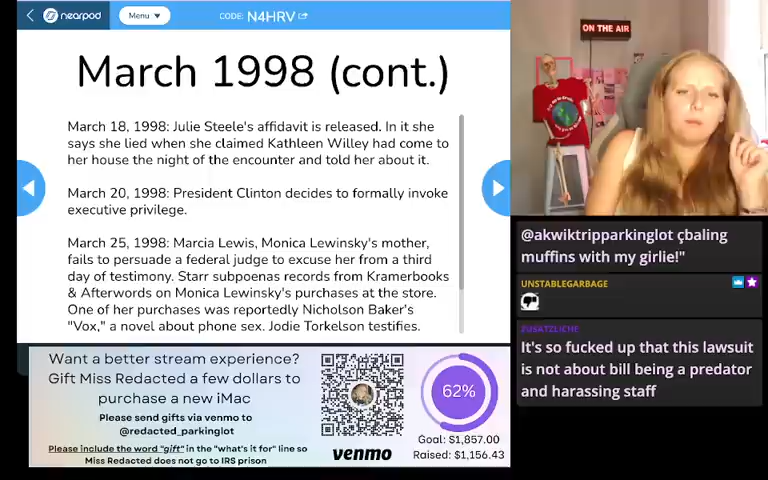 nearpod
Menu
CODE: N4HRV
March 1998 (cont.)
March 18, 1998: Julie Steele's affidavit is released. In it she
says she lied when she claimed Kathleen Willey had come to
her house the night of the encounter and told her about it.
March 20, 1998: President Clinton decides to formally invoke
executive privilege.
March 25, 1998: Marcia Lewis, Monica Lewinsky's mother,
fails to persuade a federal judge to excuse her from a third
day of testimony. Starr subpoenas records from Kramerbooks
& Afterwords on Monica Lewinsky's purchases at the store.
One of her purchases was reportedly Nicholson Baker's
"Vox," a novel about phone sex. Jodie Torkelson testifies.
ON THE AIR
@akwiktripparkinglot çbaling
muffins with my girlie!"
UNSTABLEGARBAGE
ZUSATZLICHE
It's so fucked up that this lawsuit
is not about bill being a predator
and harassing staff
Want a better stream experience?
Gift Miss Redacted a few dollars to
purchase a new iMac
Please send gifts via venmo to
@redacted_parkinglot
Please include the word "gift" in the "what's it for" line so
Miss Redacted does not go to IRS prison
venmo
62%
Goal: $1,857.00
Raised: $1,156.43